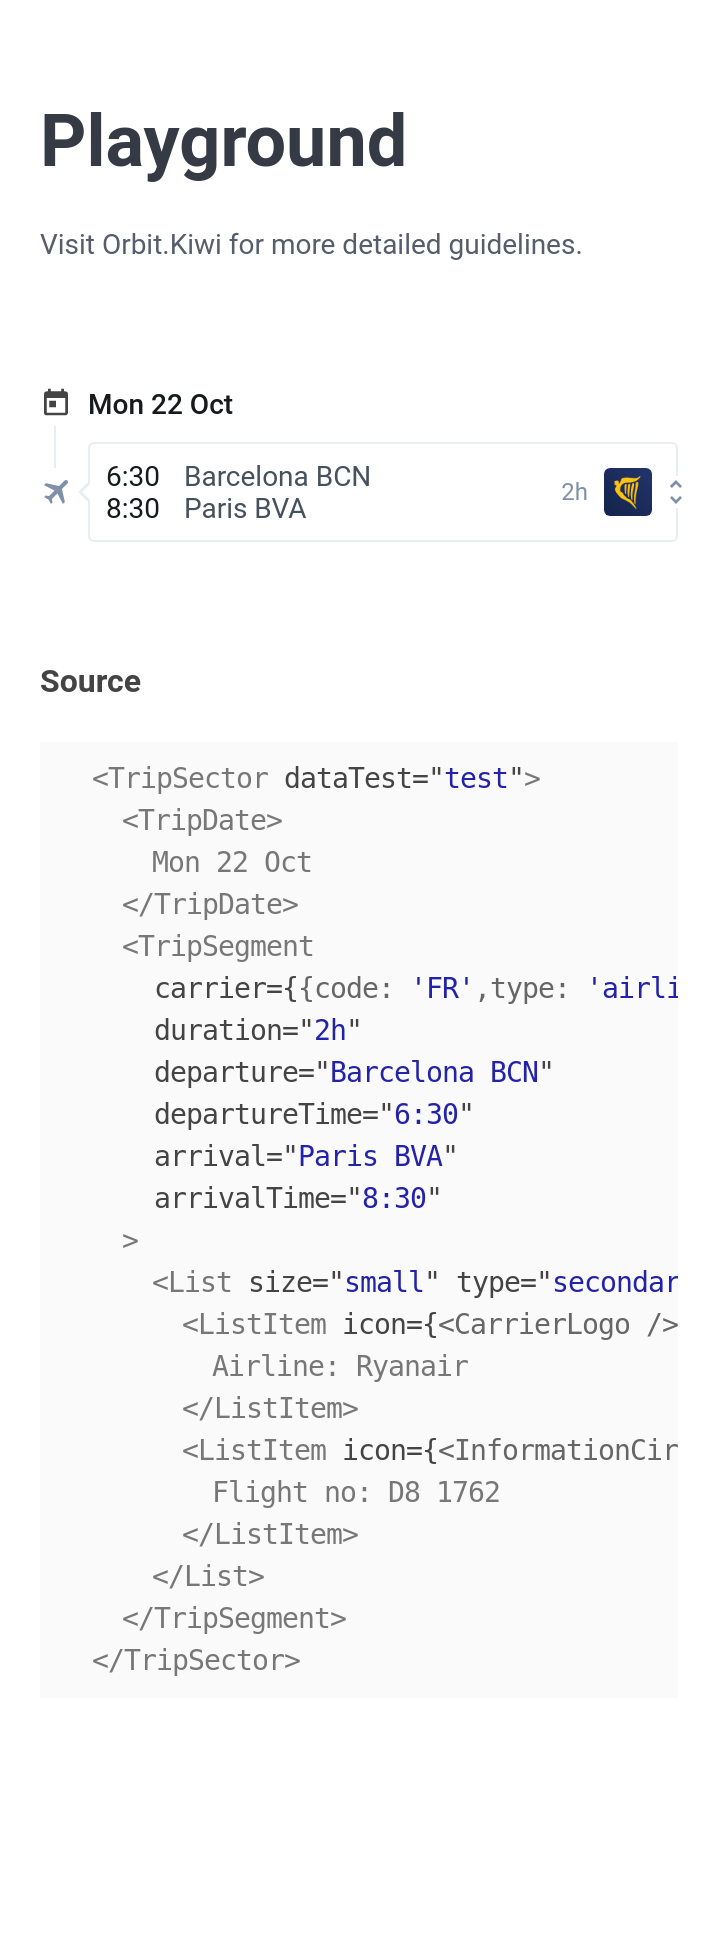 Playground
Visit Orbit.Kiwi for more detailed guidelines.
Mon 22 Oct
6:30 Barcelona BCN
8:30 Paris BVA
2h
Source
<TripSector dataTest="test">
<TripDate>
Mon 22 Oct
</TripDate>
<TripSegment
carrier={{code: 'FR',type: 'airli
duration="2h"
departure="Barcelona BCN"
departureTime="6:30"
arrival="Paris BVA"
arrivalTime="8:30"
>
<List size="small" type="secondar
<ListItem icon={<CarrierLogo />
Airline: Ryanair
</ListItem>
<ListItem icon={<InformationCir
Flight no: D8 1762
</ListItem>
</List>
</TripSegment>
</TripSector>